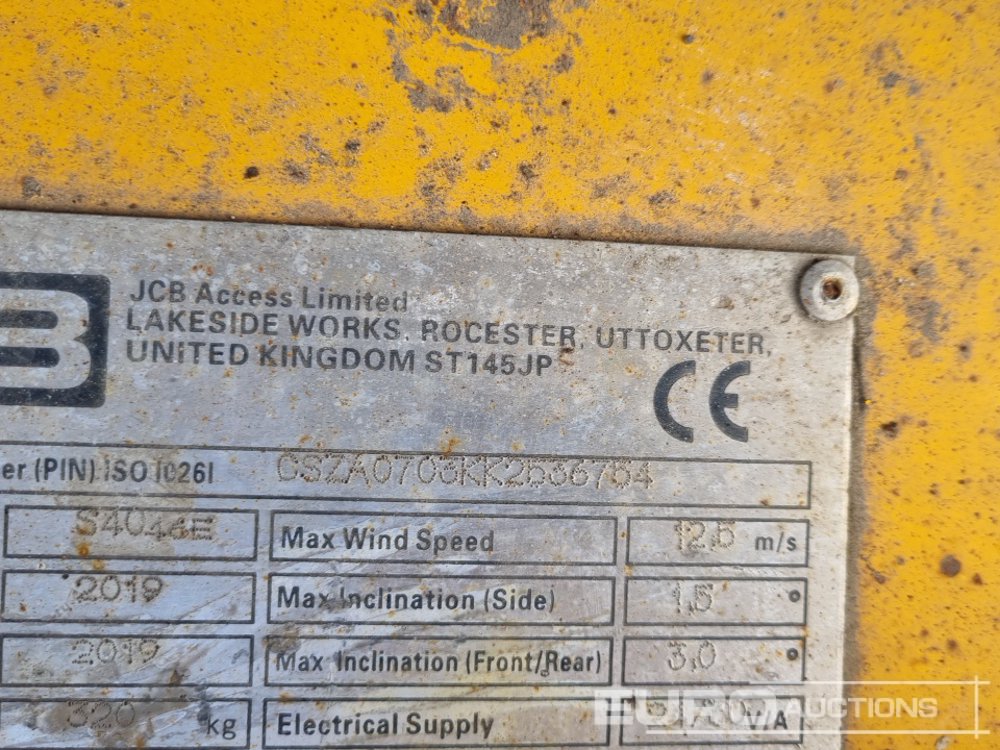 B
JCB Access Limited
LAKESIDE WORKS, ROCESTER, UTTOXETER,
UNITED KINGDOM ST145JP
CE
er (PIN) ISO 10261
S4046E Max Wind Speed 12.5 m/s
2019 Max Inclination (Side) 1.5 °
2019 Max Inclination (Front/Rear) 3.0 °
320 kg Electrical Supply V/A
EURO AUCTIONS